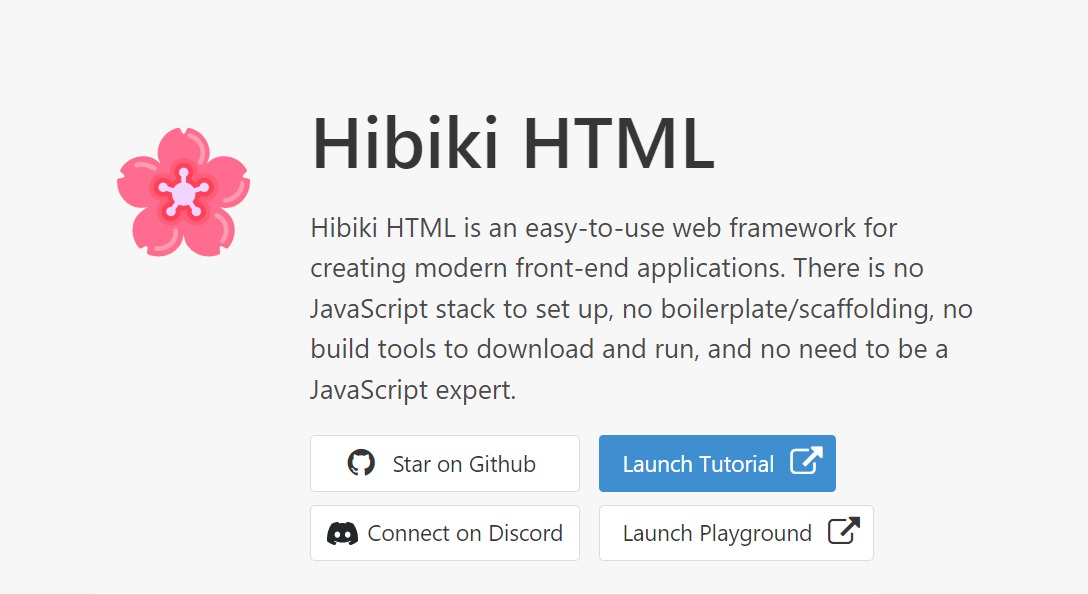 Hibiki HTML
Hibiki HTML is an easy-to-use web framework for
creating modern front-end applications. There is no
JavaScript stack to set up, no boilerplate/scaffolding, no
build tools to download and run, and no need to be a
JavaScript expert.
Star on Github
Launch Tutorial
Connect on Discord
Launch Playground